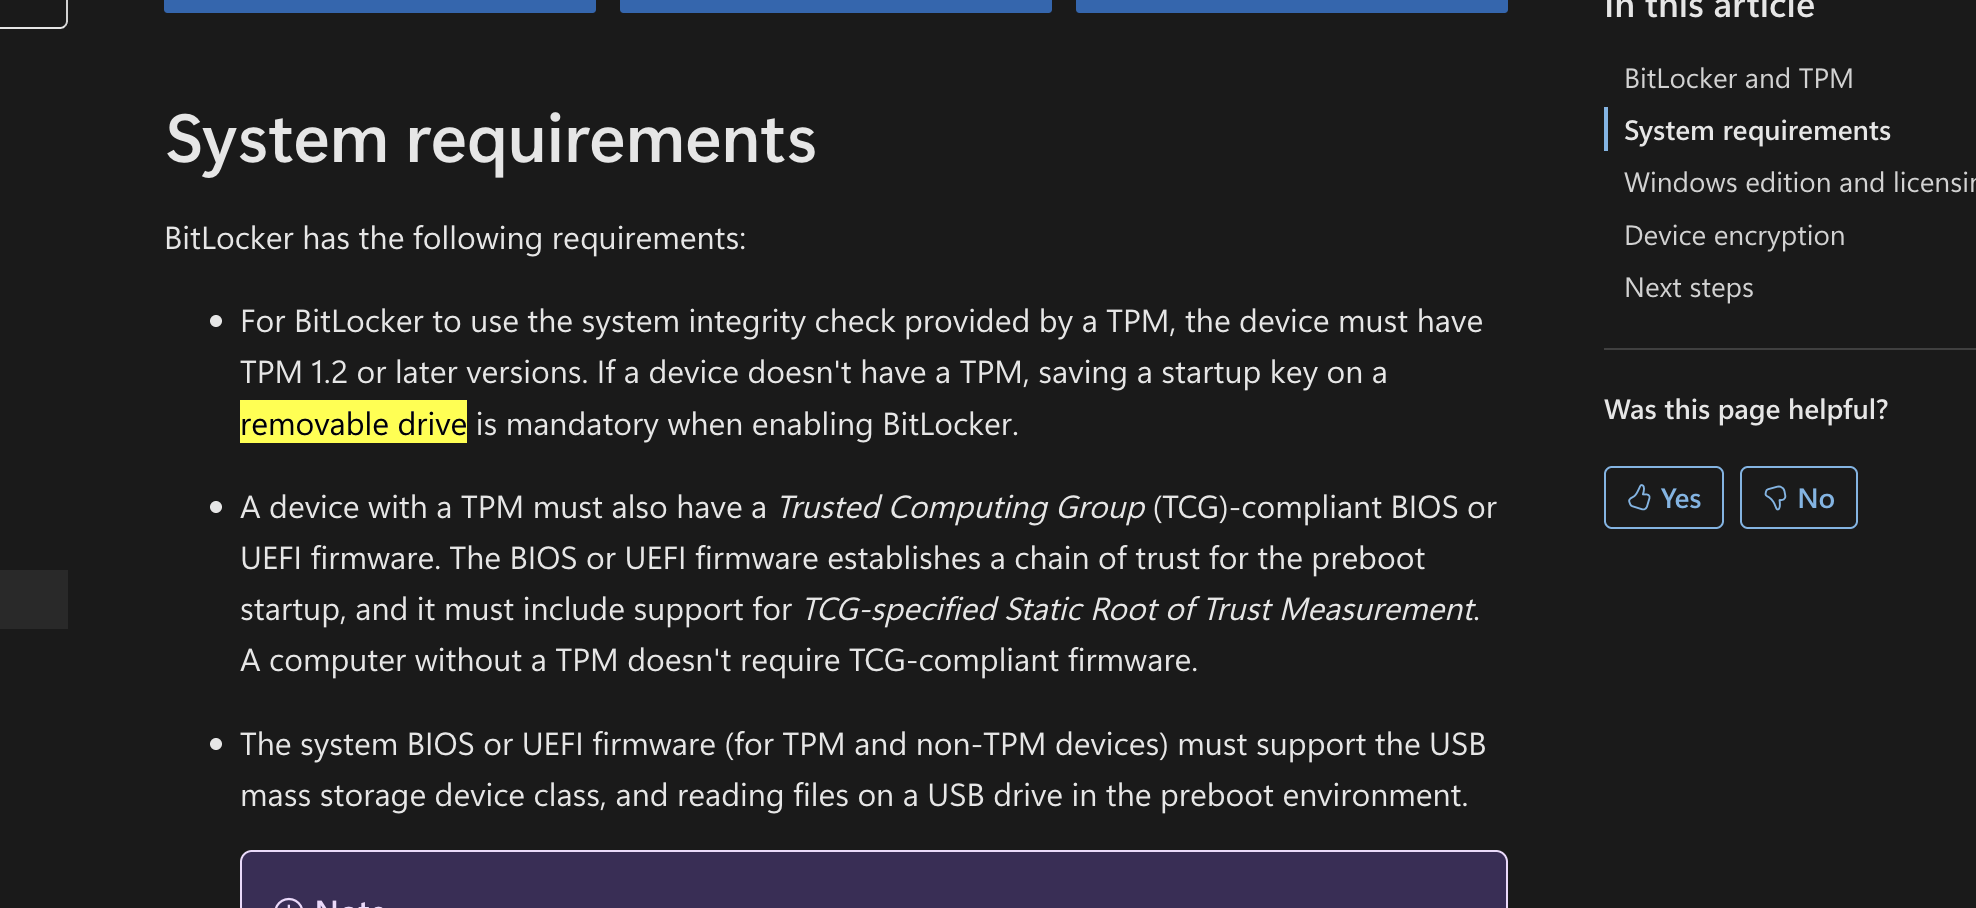 In this article
BitLocker and TPM
System requirements
Windows edition and
Device encryption
Next steps
Was this page helpful?
Yes
No
System requirements
BitLocker has the following requirements:
For BitLocker to use the system integrity check provided by a TPM, the device must have
TPM 1.2 or later versions. If a device doesn't have a TPM, saving a startup key on a
removable drive is mandatory when enabling BitLocker.
A device with a TPM must also have a Trusted Computing Group (TCG)-compliant BIOS or
UEFI firmware. The BIOS or UEFI firmware establishes a chain of trust for the preboot
startup, and it must include support for TCG-specified Static Root of Trust Measurement.
A computer without a TPM doesn't require TCG-compliant firmware.
The system BIOS or UEFI firmware (for TPM and non-TPM devices) must support the USB
mass storage device class, and reading files on a USB drive in the preboot environment.
Note